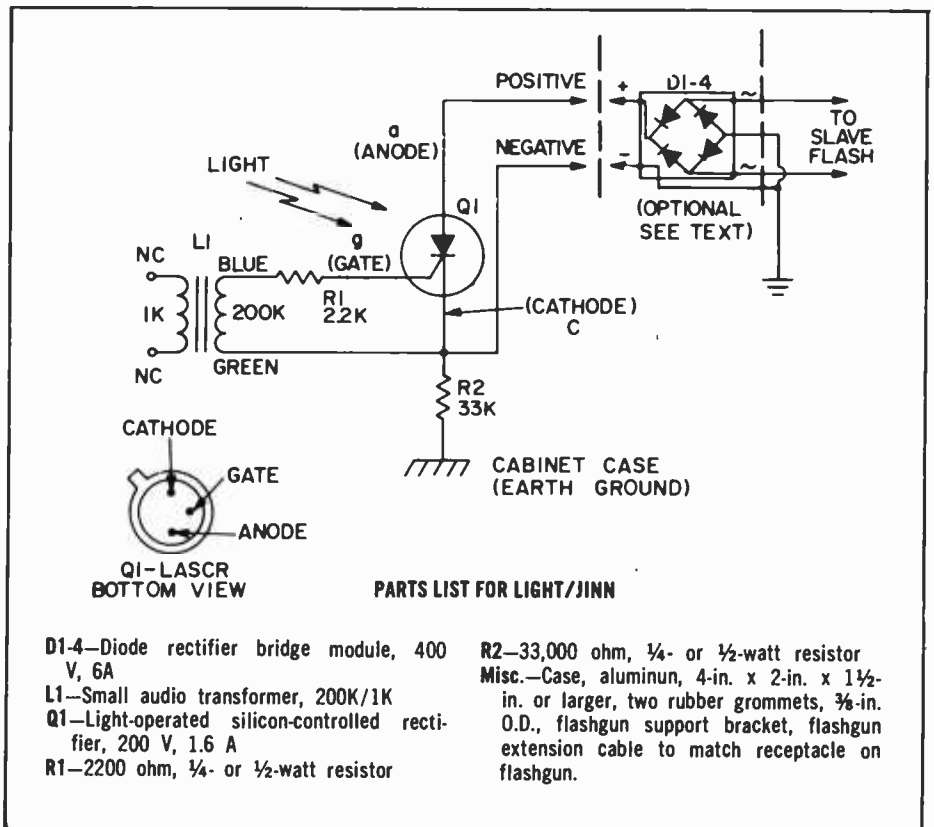 POSITIVE
+
D1-4
~
TO
SLAVE
FLASH
a
(ANODE)
NEGATIVE
-
~
LIGHT
(OPTIONAL
SEE TEXT)
Q1
g
(GATE)
NC
L1
BLUE
1K
200K
R1
2.2K
(CATHODE)
C
NC
GREEN
R2
33K
CATHODE
GATE
ANODE
CABINET CASE
(EARTH GROUND)
Q1-LASCR
BOTTOM VIEW
PARTS LIST FOR LIGHT/JINN
D1-4—Diode rectifier bridge module, 400
V, 6A
L1—Small audio transformer, 200K/1K
Q1—Light-operated silicon-controlled recti-
fier, 200 V, 1.6 A
R1—2200 ohm, ¼- or ½-watt resistor
R2—33,000 ohm, ¼- or ½-watt resistor
Misc.—Case, aluminun, 4-in. x 2-in. x 1½-
in. or larger, two rubber grommets, ⅜-in.
O.D., flashgun support bracket, flashgun
extension cable to match receptacle on
flashgun.